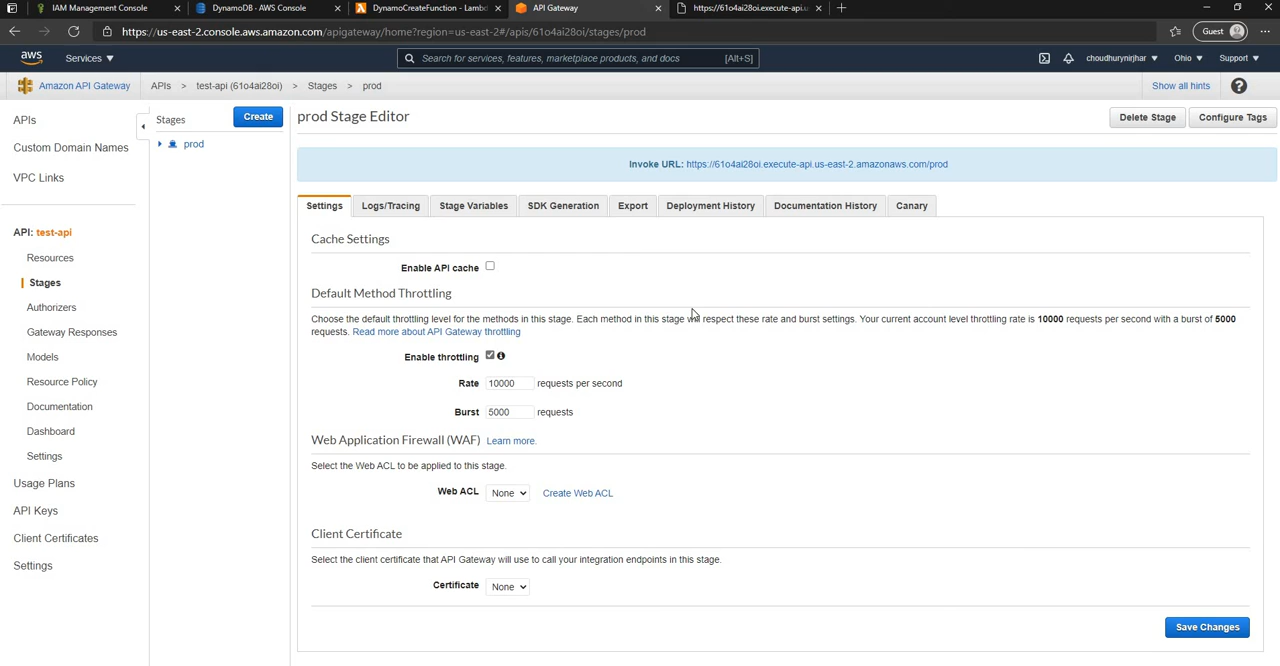 IAM Management Console
DynamoDB - AWS Console
DynamoCreateFunction - Lambd
API Gateway
https://61o4ai28oi.execute-api.u
https://us-east-2.console.aws.amazon.com/apigateway/home?region=us-east-2#/apis/61o4ai28oi/stages/prod
Guest
aws
Services
Search for services, features, marketplace products, and docs
[Alt+S]
choudhurynirjhar
Ohio
Support
Amazon API Gateway
APIs > test-api (61o4ai28oi) > Stages > prod
Show all hints
APIs
Custom Domain Names
VPC Links
API: test-api
Resources
Stages
Authorizers
Gateway Responses
Models
Resource Policy
Documentation
Dashboard
Settings
Usage Plans
API Keys
Client Certificates
Settings
Stages
Create
prod
prod Stage Editor
Delete Stage
Configure Tags
Invoke URL: https://61o4ai28oi.execute-api.us-east-2.amazonaws.com/prod
Settings
Logs/Tracing
Stage Variables
SDK Generation
Export
Deployment History
Documentation History
Canary
Cache Settings
Enable API cache
Default Method Throttling
Choose the default throttling level for the methods in this stage. Each method in this stage respect these rate and burst settings. Your current account level throttling rate is 10000 requests per second with a burst of 5000
requests. Read more about API Gateway throttling
Enable throttling
Rate 10000 requests per second
Burst 5000 requests
Web Application Firewall (WAF) Learn more.
Select the Web ACL to be applied to this stage.
Web ACL None Create Web ACL
Client Certificate
Select the client certificate that API Gateway will use to call your integration endpoints in this stage.
Certificate None
Save Changes